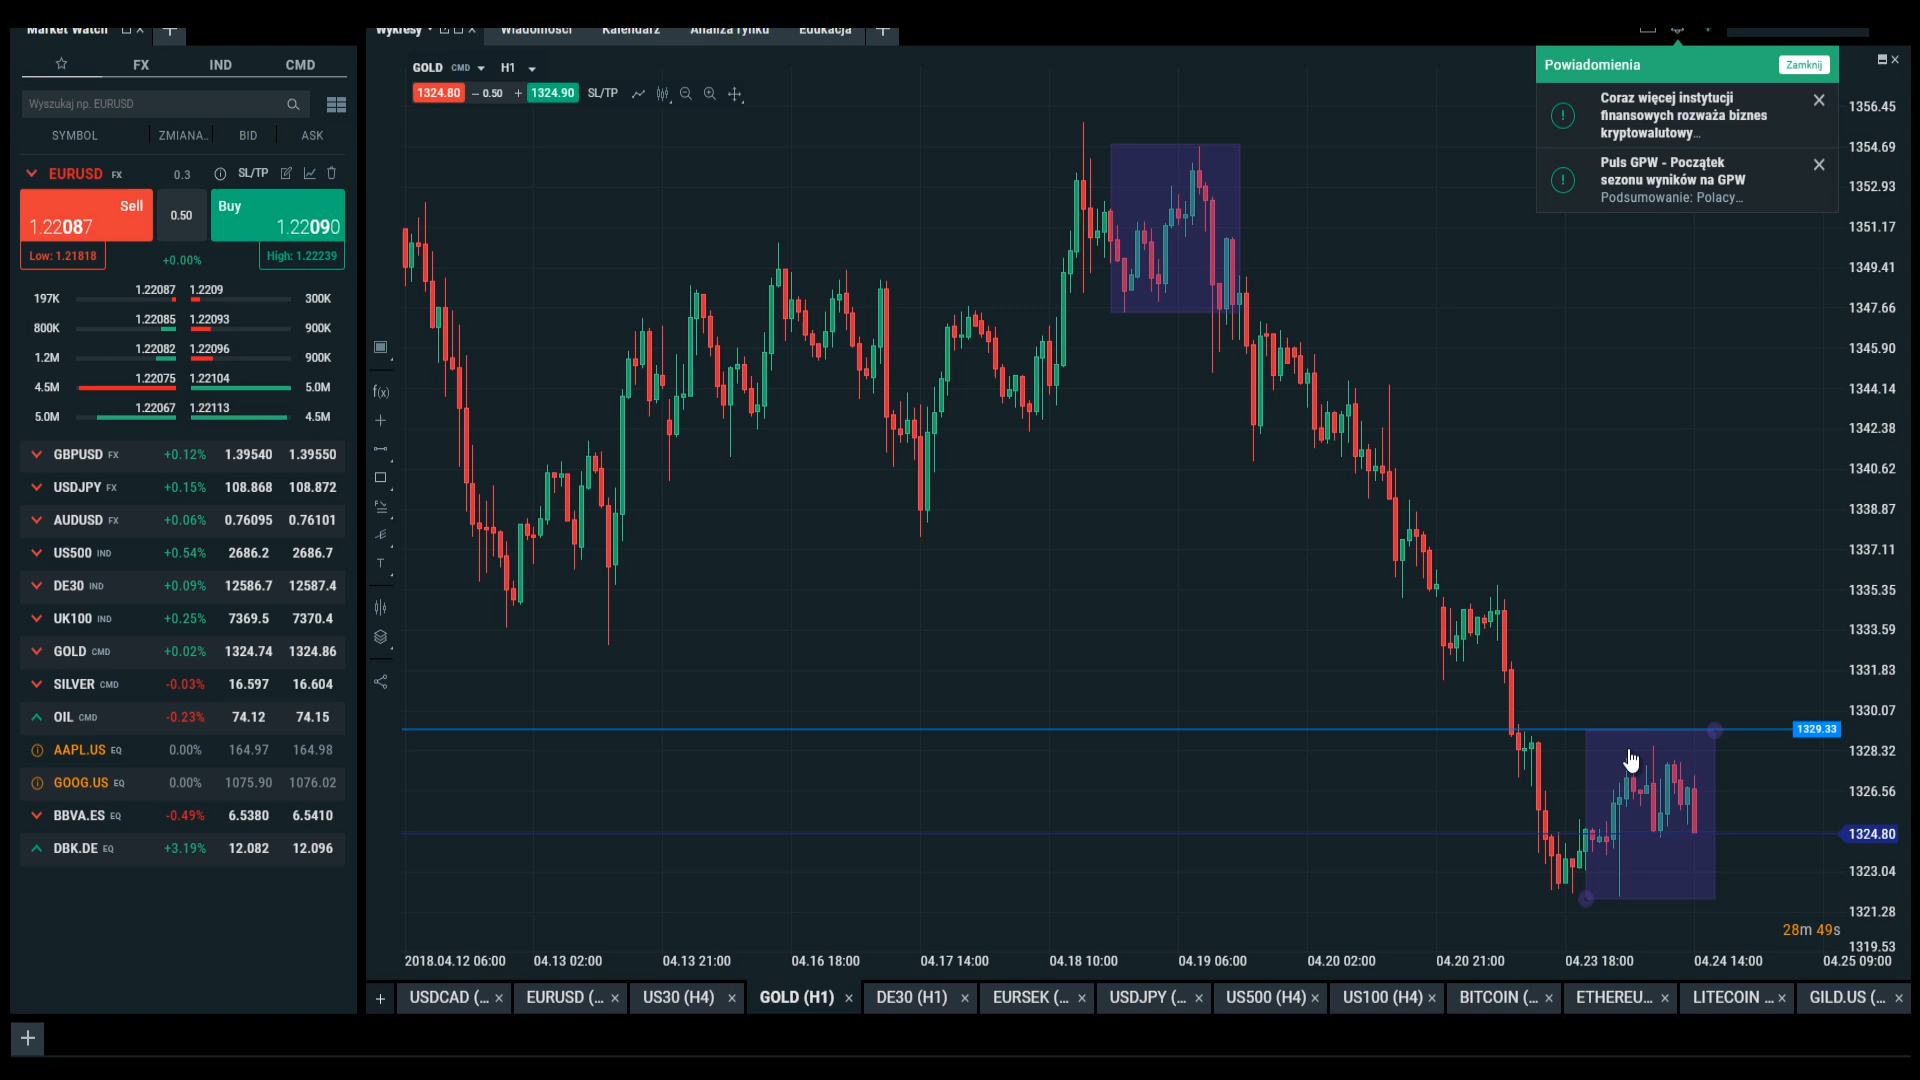 Market Watch
FX IND CMD
Wyszukaj np. EURUSD
SYMBOL ZMIANA.. BID ASK
EURUSD FX 0.3 SL/TP
Sell 1.22087 0.50 Buy 1.22090
Low: 1.21818 +0.00% High: 1.22239
197K 1.22087 1.2209 300K
800K 1.22085 1.22093 900K
1.2M 1.22082 1.22096 900K
4.5M 1.22075 1.22104 5.0M
5.0M 1.22067 1.22113 4.5M
GBPUSD FX +0.12% 1.39540 1.39550
USDJPY FX +0.15% 108.868 108.872
AUDUSD FX +0.06% 0.76095 0.76101
US500 IND +0.54% 2686.2 2686.7
DE30 IND +0.09% 12586.7 12587.4
UK100 IND +0.25% 7369.5 7370.4
GOLD CMD +0.02% 1324.74 1324.86
SILVER CMD -0.03% 16.597 16.604
OIL CMD -0.23% 74.12 74.15
AAPL.US EQ 0.00% 164.97 164.98
GOOG.US EQ 0.00% 1075.90 1076.02
BBVA.ES EQ -0.49% 6.5380 6.5410
DBK.DE EQ +3.19% 12.082 12.096
Wykresy Wiadomości Kalendarz Analiza rynku Edukacja
GOLD CMD H1
1324.80 – 0.50 + 1324.90 SL/TP
f(x)
T
Powiadomienia Zamknij
Coraz więcej instytucji
finansowych rozważa biznes
kryptowalutowy...
Puls GPW - Początek
sezonu wyników na GPW
Podsumowanie: Polacy...
1356.45
1354.69
1352.93
1351.17
1349.41
1347.66
1345.90
1344.14
1342.38
1340.62
1338.87
1337.11
1335.35
1333.59
1331.83
1330.07
1329.33
1328.32
1326.56
1324.80
1323.04
1321.28
28m 49s
1319.53
2018.04.12 06:00 04.13 02:00 04.13 21:00 04.16 18:00 04.17 14:00 04.18 10:00 04.19 06:00 04.20 02:00 04.20 21:00 04.23 18:00 04.24 14:00 04.25 09:00
USDCAD (... EURUSD (... US30 (H4) GOLD (H1) DE30 (H1) EURSEK (... USDJPY (... US500 (H4) US100 (H4) BITCOIN (... ETHEREU... LITECOIN ... GILD.US (...